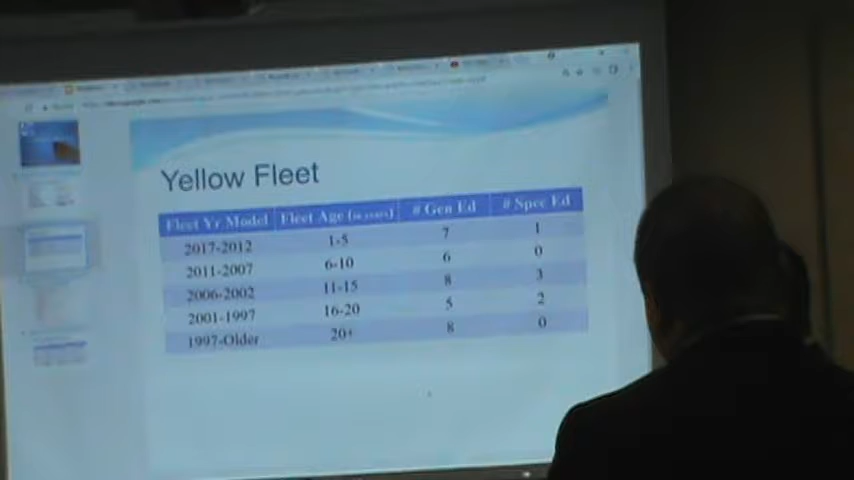 Yellow Fleet
Fleet Yr Model Fleet Age (in years) # Gen Ed # Spec Ed
2017-2012 1-5 7 1
2011-2007 6-10 6 0
2006-2002 11-15 8 3
2001-1997 16-20 5 2
1997-Older 20+ 8 0